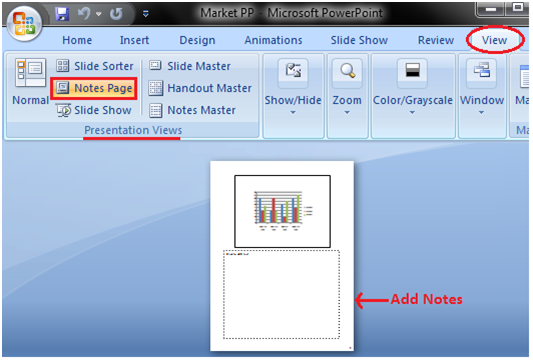 Market PP - Microsoft PowerPoint
Home Insert Design Animations Slide Show Review View
Normal
Slide Sorter
Notes Page
Slide Show
Slide Master
Handout Master
Notes Master
Show/Hide
Zoom
Color/Grayscale
Window
Ma
Presentation Views
Ma
Add Notes